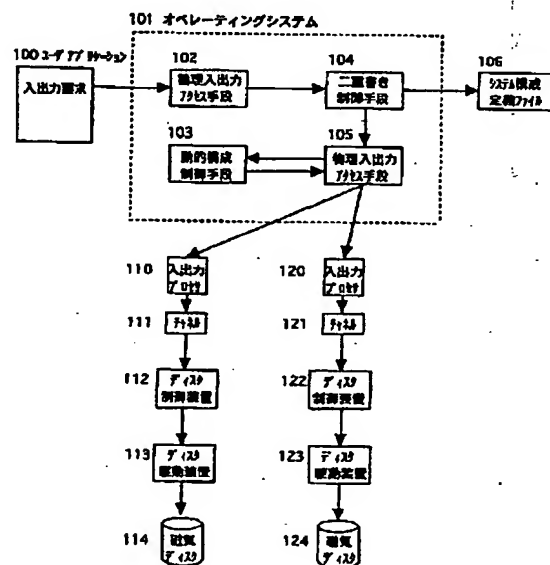 101 オペレーティングシステム
100 ユーザ アプリケーション
入出力要求
102
論理入出力
アクセス手段
104
二重書き
制御手段
106
システム構成
定義ファイル
103
動的構成
制御手段
105
物理入出力
アクセス手段
110
入出力
プロセサ
120
入出力
プロセサ
111
チャネル
121
チャネル
112
ディスク
制御装置
122
ディスク
制御装置
113
ディスク
駆動装置
123
ディスク
駆動装置
114
磁気
ディスク
124
磁気
ディスク